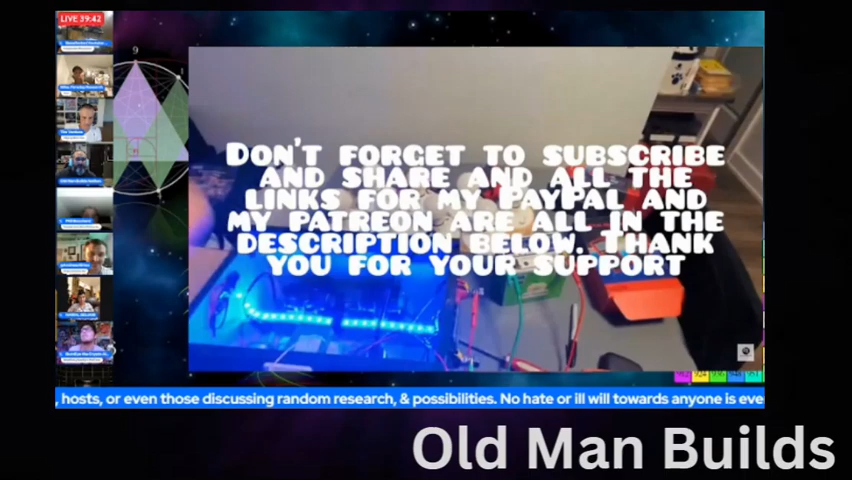 LIVE 39:42
9
DON'T FORGET TO SUBSCRIBE
AND SHARE AND ALL THE
LINKS FOR MY PAYPAL AND
MY PATREON ARE ALL IN THE
DESCRIPTION BELOW. THANK
YOU FOR YOUR SUPPORT
924
, hosts, or even those discussing random research, & possibilities. No hate or ill will towards anyone is eve
Old Man Builds